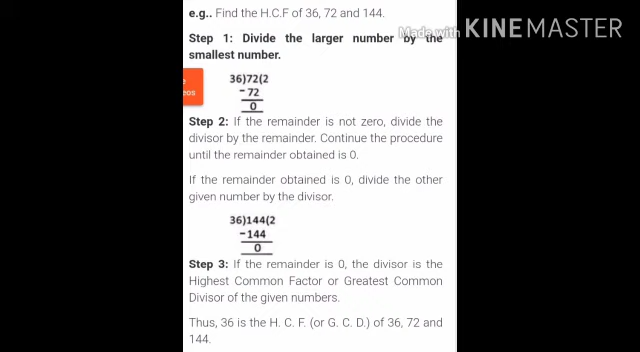 e.g.. Find the H.C.F of 36, 72 and 144.
Made with KINEMASTER
Step 1: Divide the larger number by the
smallest number.
36)72(2
-72
0
Step 2: If the remainder is not zero, divide the
divisor by the remainder. Continue the procedure
until the remainder obtained is 0.
If the remainder obtained is 0, divide the other
given number by the divisor.
36)144(2
-144
0
Step 3: If the remainder is 0, the divisor is the
Highest Common Factor or Greatest Common
Divisor of the given numbers.
Thus, 36 is the H. C. F. (or G. C. D.) of 36, 72 and
144.